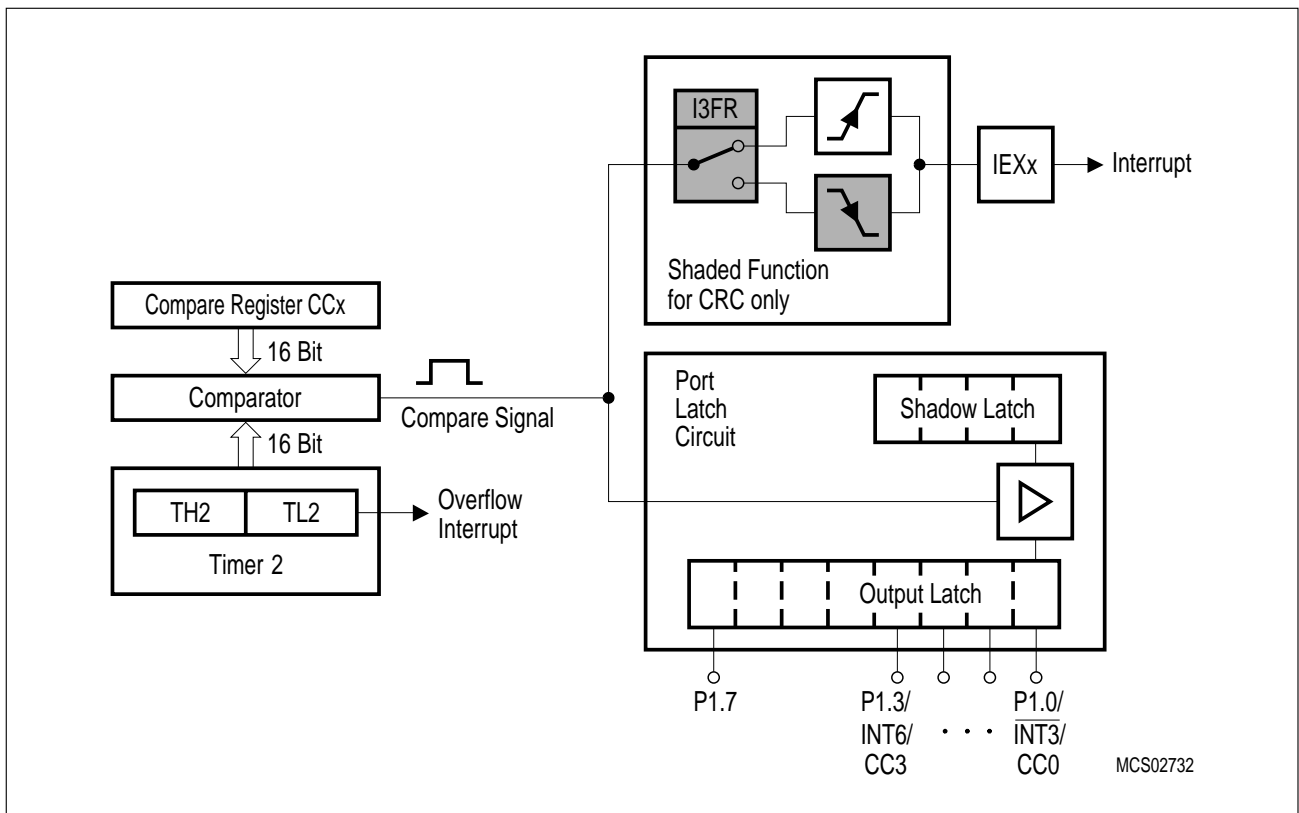 I3FR
IEXx
Interrupt
Shaded Function
for CRC only
Compare Register CCx
16 Bit
Comparator
Compare Signal
16 Bit
TH2
TL2
Overflow
Interrupt
Timer 2
Port
Latch
Circuit
Shadow Latch
Output Latch
P1.7
P1.3/
INT6/
CC3
. . .
P1.0/
INT3/
CC0
MCS02732